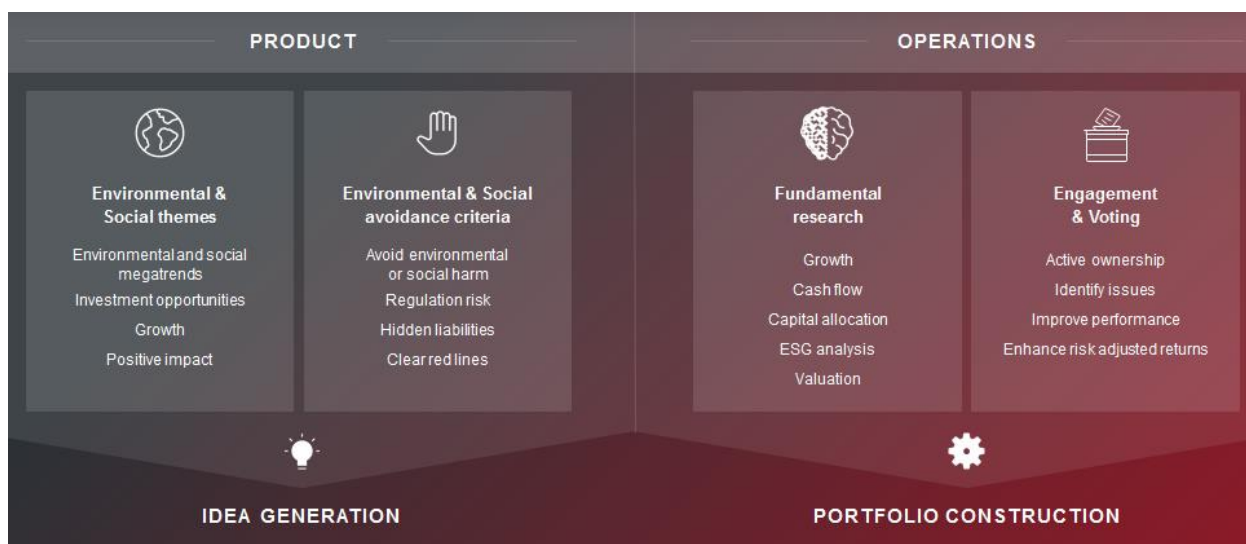 PRODUCT
Environmental &
Social themes
Environmental and social
megatrends
Investment opportunities
Growth
Positive impact
Environmental & Social
avoidance criteria
Avoid environmental
or social harm
Regulation risk
Hidden liabilities
Clear red lines
IDEA GENERATION
OPERATIONS
Fundamental
research
Growth
Cash flow
Capital allocation
ESG analysis
Valuation
Engagement
& Voting
Active ownership
Identify issues
Improve performance
Enhance risk adjusted returns
PORTFOLIO CONSTRUCTION